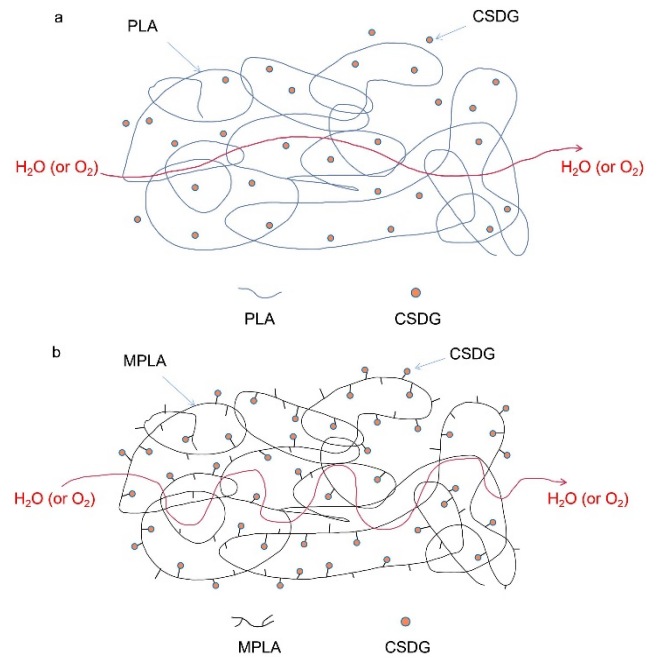 a
PLA
CSDG
H₂O (or O₂)
H₂O (or O₂)
PLA
CSDG
b
MPLA
CSDG
H₂O (or O₂)
H₂O (or O₂)
MPLA
CSDG